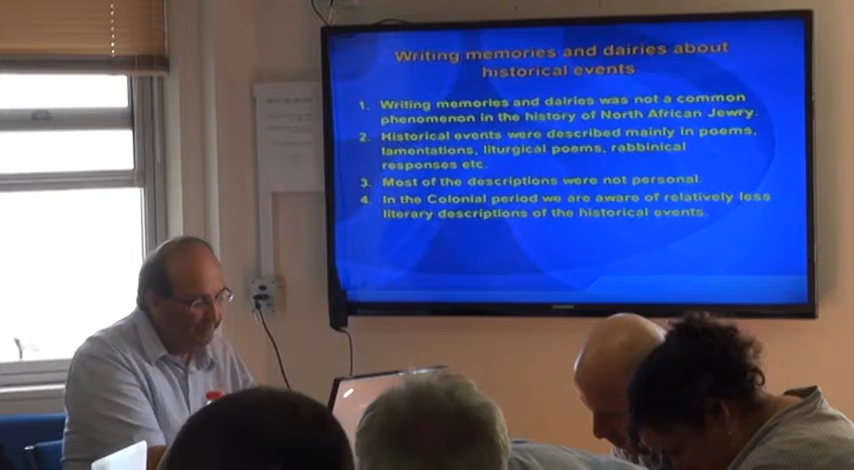 Writing memories and dairies about
historical events
1. Writing memories and dairies was not a common
phenomenon in the history of North African Jewry.
2. Historical events were described mainly in poems,
lamentations, liturgical poems, rabbinical
responses etc.
3. Most of the descriptions were not personal.
4. In the Colonial period we are aware of relatively less
literary descriptions of the historical events.